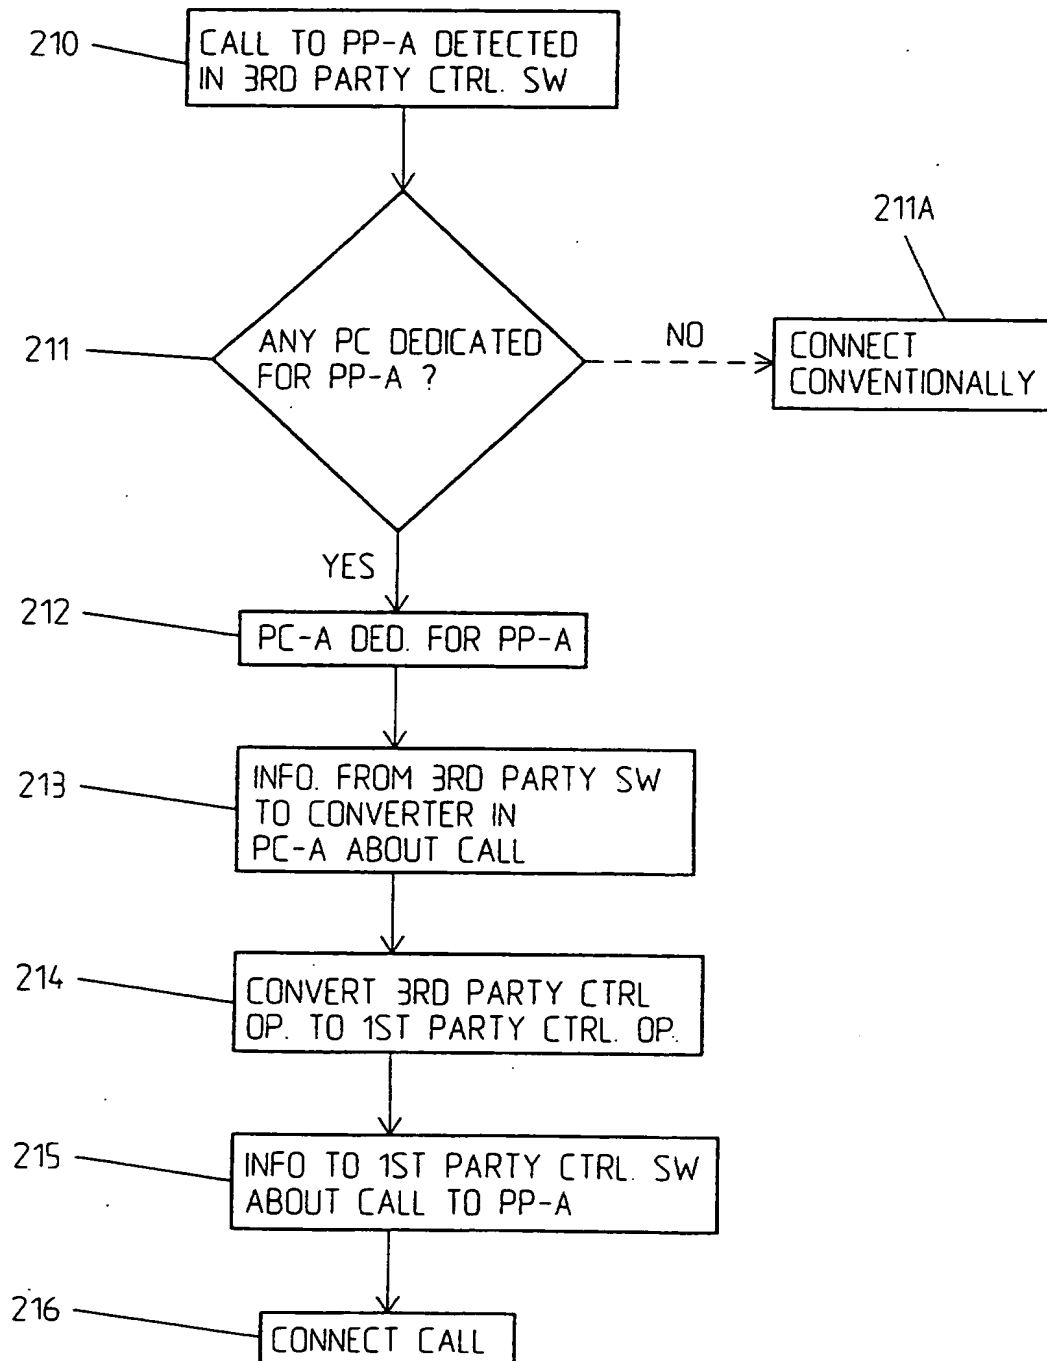 210
CALL TO PP-A DETECTED
IN 3RD PARTY CTRL. SW
211A
211
ANY PC DEDICATED
FOR PP-A ?
NO
CONNECT
CONVENTIONALLY
YES
212
PC-A DED. FOR PP-A
213
INFO. FROM 3RD PARTY SW
TO CONVERTER IN
PC-A ABOUT CALL
214
CONVERT 3RD PARTY CTRL
OP. TO 1ST PARTY CTRL. OP.
215
INFO TO 1ST PARTY CTRL. SW
ABOUT CALL TO PP-A
216
CONNECT CALL